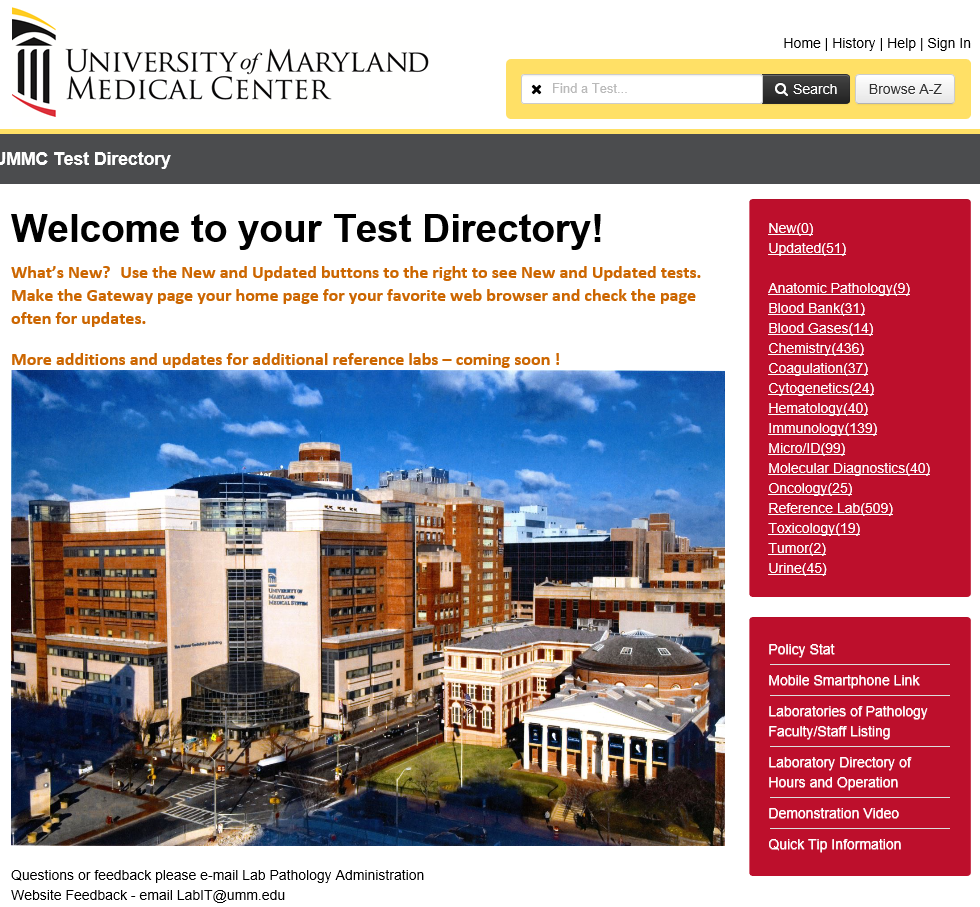 UNIVERSITY of MARYLAND
MEDICAL CENTER
Home | History | Help | Sign In
Find a Test...
Search
Browse A-Z
UMMC Test Directory
Welcome to your Test Directory!
What's New?  Use the New and Updated buttons to the right to see New and Updated tests.
Make the Gateway page your home page for your favorite web browser and check the page
often for updates.
More additions and updates for additional reference labs – coming soon !
UNIVERSITY OF
MARYLAND
MEDICAL SYSTEM
Questions or feedback please e-mail Lab Pathology Administration
Website Feedback - email LabIT@umm.edu
New(0)
Updated(51)
Anatomic Pathology(9)
Blood Bank(31)
Blood Gases(14)
Chemistry(436)
Coagulation(37)
Cytogenetics(24)
Hematology(40)
Immunology(139)
Micro/ID(99)
Molecular Diagnostics(40)
Oncology(25)
Reference Lab(509)
Toxicology(19)
Tumor(2)
Urine(45)
Policy Stat
Mobile Smartphone Link
Laboratories of Pathology
Faculty/Staff Listing
Laboratory Directory of
Hours and Operation
Demonstration Video
Quick Tip Information